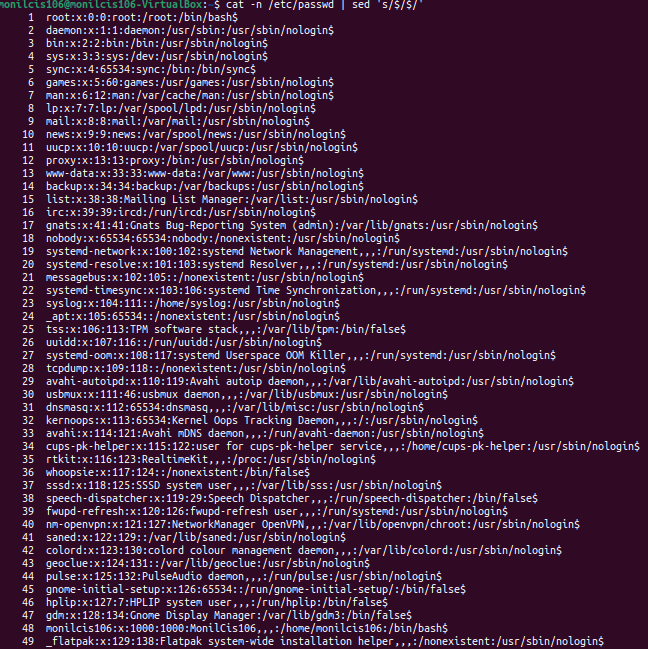 monilcis106@monilcis106-VirtualBox:~$ cat -n /etc/passwd | sed 's/$/$/'
1 root:x:0:0:root:/root:/bin/bash$
2 daemon:x:1:1:daemon:/usr/sbin:/usr/sbin/nologin$
3 bin:x:2:2:bin:/bin:/usr/sbin/nologin$
4 sys:x:3:3:sys:/dev:/usr/sbin/nologin$
5 sync:x:4:65534:sync:/bin:/bin/sync$
6 games:x:5:60:games:/usr/games:/usr/sbin/nologin$
7 man:x:6:12:man:/var/cache/man:/usr/sbin/nologin$
8 lp:x:7:7:lp:/var/spool/lpd:/usr/sbin/nologin$
9 mail:x:8:8:mail:/var/mail:/usr/sbin/nologin$
10 news:x:9:9:news:/var/spool/news:/usr/sbin/nologin$
11 uucp:x:10:10:uucp:/var/spool/uucp:/usr/sbin/nologin$
12 proxy:x:13:13:proxy:/bin:/usr/sbin/nologin$
13 www-data:x:33:33:www-data:/var/www:/usr/sbin/nologin$
14 backup:x:34:34:backup:/var/backups:/usr/sbin/nologin$
15 list:x:38:38:Mailing List Manager:/var/list:/usr/sbin/nologin$
16 irc:x:39:39:ircd:/run/ircd:/usr/sbin/nologin$
17 gnats:x:41:41:Gnats Bug-Reporting System (admin):/var/lib/gnats:/usr/sbin/nologin$
18 nobody:x:65534:65534:nobody:/nonexistent:/usr/sbin/nologin$
19 systemd-network:x:100:102:systemd Network Management,,,:/run/systemd:/usr/sbin/nologin$
20 systemd-resolve:x:101:103:systemd Resolver,,,:/run/systemd:/usr/sbin/nologin$
21 messagebus:x:102:105::/nonexistent:/usr/sbin/nologin$
22 systemd-timesync:x:103:106:systemd Time Synchronization,,,:/run/systemd:/usr/sbin/nologin$
23 syslog:x:104:111::/home/syslog:/usr/sbin/nologin$
24 _apt:x:105:65534::/nonexistent:/usr/sbin/nologin$
25 tss:x:106:113:TPM software stack,,,:/var/lib/tpm:/bin/false$
26 uuidd:x:107:116::/run/uuidd:/usr/sbin/nologin$
27 systemd-oom:x:108:117:systemd Userspace OOM Killer,,,:/run/systemd:/usr/sbin/nologin$
28 tcpdump:x:109:118::/nonexistent:/usr/sbin/nologin$
29 avahi-autoipd:x:110:119:Avahi autoip daemon,,,:/var/lib/avahi-autoipd:/usr/sbin/nologin$
30 usbmux:x:111:46:usbmux daemon,,,:/var/lib/usbmux:/usr/sbin/nologin$
31 dnsmasq:x:112:65534:dnsmasq,,,:/var/lib/misc:/usr/sbin/nologin$
32 kernoops:x:113:65534:Kernel Oops Tracking Daemon,,,:/:/usr/sbin/nologin$
33 avahi:x:114:121:Avahi mDNS daemon,,,:/run/avahi-daemon:/usr/sbin/nologin$
34 cups-pk-helper:x:115:122:user for cups-pk-helper service,,,:/home/cups-pk-helper:/usr/sbin/nologin$
35 rtkit:x:116:123:RealtimeKit,,,:/proc:/usr/sbin/nologin$
36 whoopsie:x:117:124::/nonexistent:/bin/false$
37 sssd:x:118:125:SSSD system user,,,:/var/lib/sss:/usr/sbin/nologin$
38 speech-dispatcher:x:119:29:Speech Dispatcher,,,:/run/speech-dispatcher:/bin/false$
39 fwupd-refresh:x:120:126:fwupd-refresh user,,,:/run/systemd:/usr/sbin/nologin$
40 nm-openvpn:x:121:127:NetworkManager OpenVPN,,,:/var/lib/openvpn/chroot:/usr/sbin/nologin$
41 saned:x:122:129::/var/lib/saned:/usr/sbin/nologin$
42 colord:x:123:130:colord colour management daemon,,,:/var/lib/colord:/usr/sbin/nologin$
43 geoclue:x:124:131::/var/lib/geoclue:/usr/sbin/nologin$
44 pulse:x:125:132:PulseAudio daemon,,,:/run/pulse:/usr/sbin/nologin$
45 gnome-initial-setup:x:126:65534::/run/gnome-initial-setup/:/bin/false$
46 hplip:x:127:7:HPLIP system user,,,:/run/hplip:/bin/false$
47 gdm:x:128:134:Gnome Display Manager:/var/lib/gdm3:/bin/false$
48 monilcis106:x:1000:1000:MonilCis106,,,:/home/monilcis106:/bin/bash$
49 _flatpak:x:129:138:Flatpak system-wide installation helper,,,:/nonexistent:/usr/sbin/nologin$